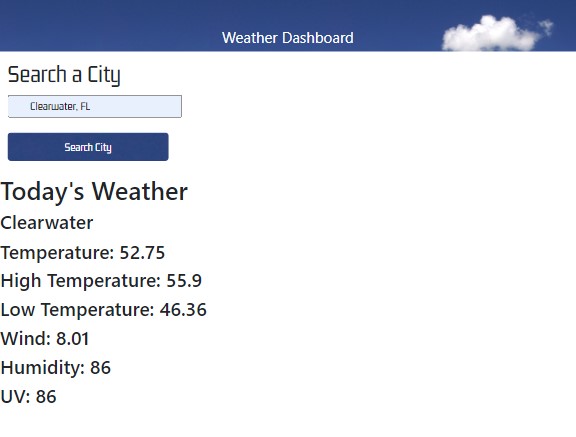 Weather Dashboard
Search a City
Clearwater, FL
Search City
Today's Weather
Clearwater
Temperature: 52.75
High Temperature: 55.9
Low Temperature: 46.36
Wind: 8.01
Humidity: 86
UV: 86